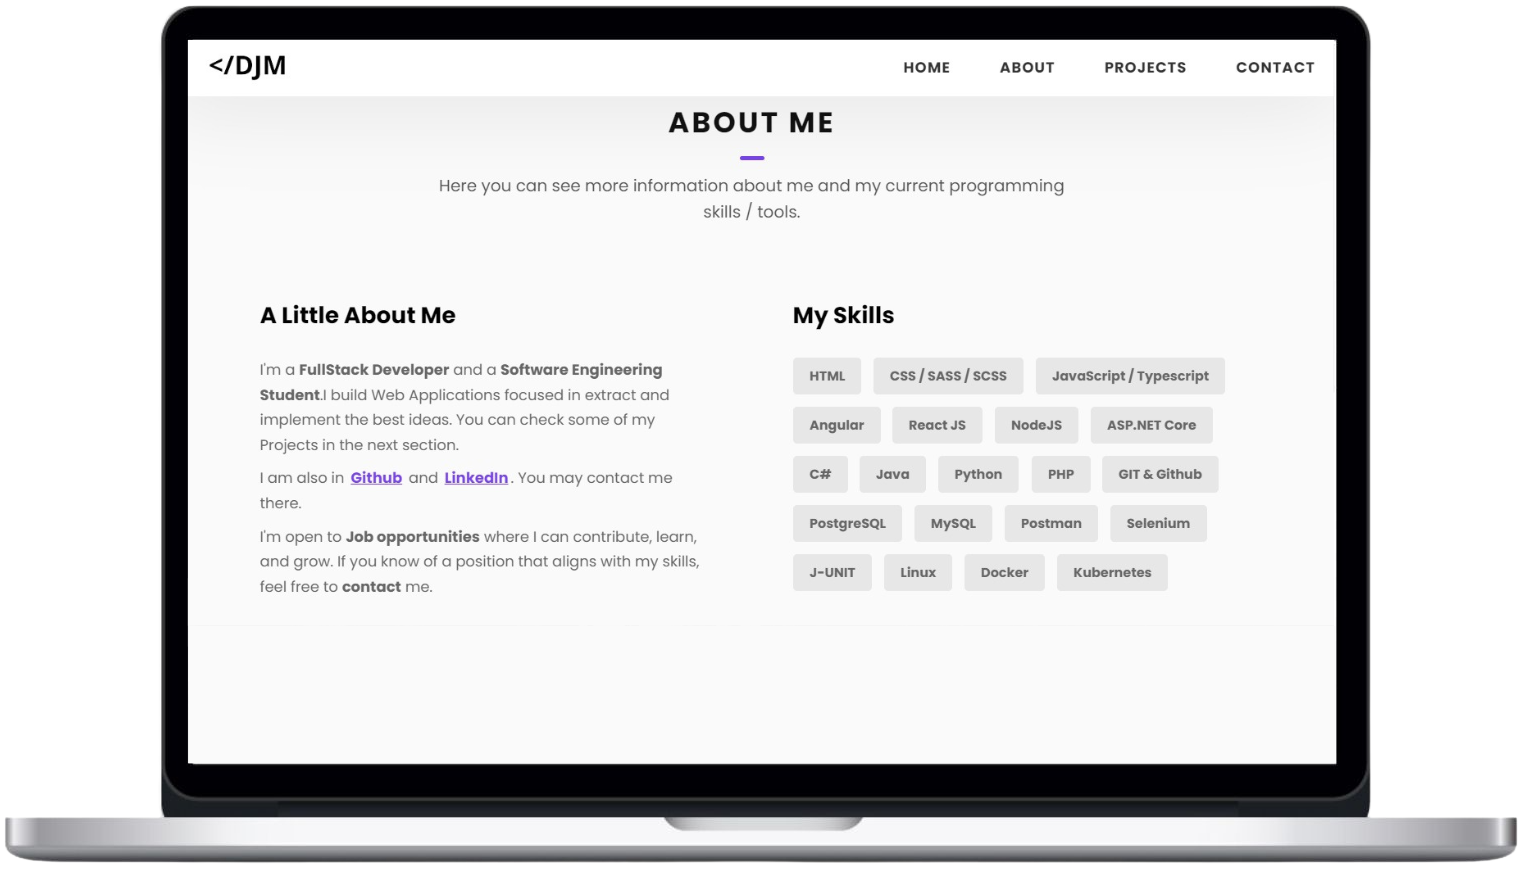 </DJM
HOME ABOUT PROJECTS CONTACT
ABOUT ME
Here you can see more information about me and my current programming
skills / tools.
A Little About Me
I'm a FullStack Developer and a Software Engineering
Student.I build Web Applications focused in extract and
implement the best ideas. You can check some of my
Projects in the next section.
I am also in Github and LinkedIn. You may contact me
there.
I'm open to Job opportunities where I can contribute, learn,
and grow. If you know of a position that aligns with my skills,
feel free to contact me.
My Skills
HTML CSS / SASS / SCSS JavaScript / Typescript
Angular React JS NodeJS ASP.NET Core
C# Java Python PHP GIT & Github
PostgreSQL MySQL Postman Selenium
J-UNIT Linux Docker Kubernetes